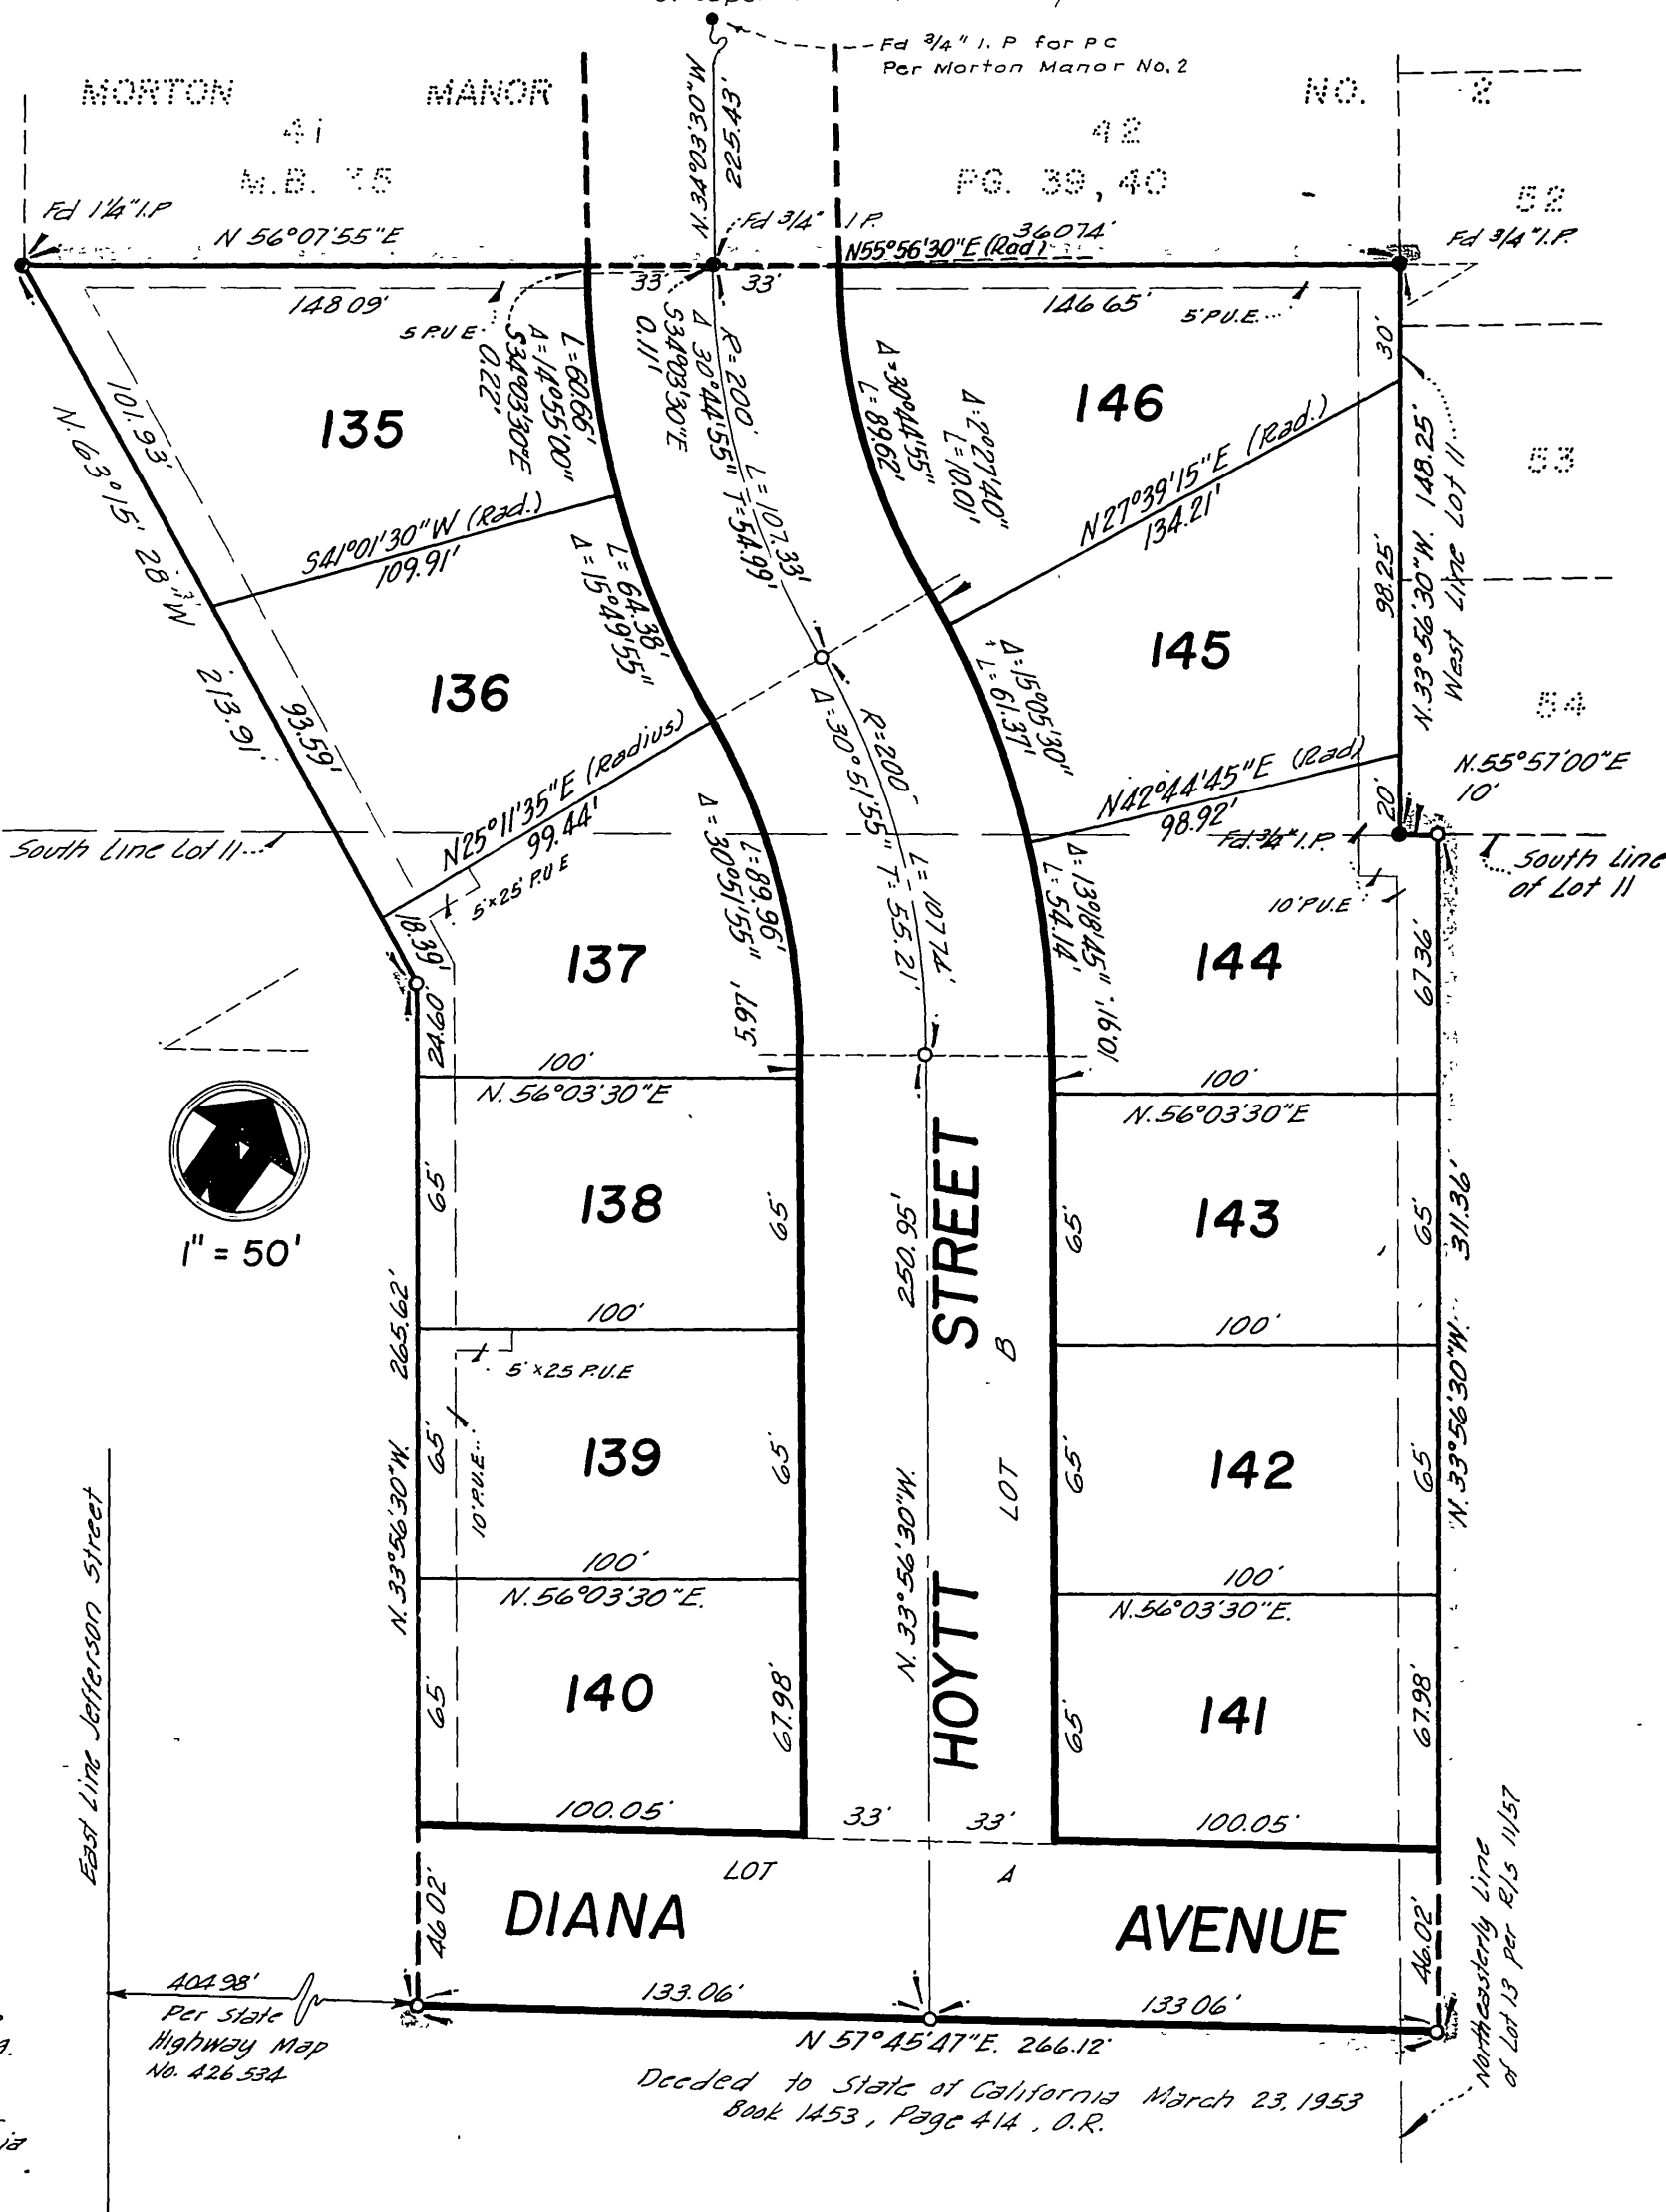 Fd 3/4" I. P for PC
Per Morton Manor No. 2
MORTON MANOR NO. 2
41
42
M.B.
PG. 39, 40
52
53
54
N.34°03'30"W.
225.43'
Fd 1¼" I.P
N 56°07'55"E
Fd 3/4" I.P.
36074'
N55°56'30"E (Rad)
Fd 3/4" I.P.
148 09'
33' 33'
146 65'
5 P.U.E.
5' P.U.E.
L=60.66'
Δ=14°55'00"
S34°03'30"E
0.22'
R=200' L=107.33'
Δ 30°44'55" T=54.99'
S34°03'30"E
0.11'
Δ=30°44'55"
L=89.62'
Δ=2°27'40"
L=10.01'
30'
135
146
101.93'
N. 63°15' 28"W
213.91'
S41°01'30"W (Rad.)
109.91'
N27°39'15"E (Rad.)
134.21'
N.33°56'30"W. 148.25'
West Line Lot 11
98.25'
L= 64.38'
Δ= 15°49'55"
136
145
93.59'
Δ=15°05'30"
L= 61.37'
N25°11'35"E (Radius)
99.44'
R=200' L= 10774'
Δ=30°51'55" T= 55.21'
N42°44'45"E (Rad)
98.92'
20'
N.55°57'00"E
10'
South Line Lot 11
Fd. 3/4" I.P.
South Line
of Lot 11
5'×25' P.U E
10' P.U.E
18.39'
L=89.96'
Δ= 30°51'55"
5.97'
Δ= 13°18'45"
L= 54.14'
10.91'
137
144
67.36'
24.60'
100'
N. 56°03'30"E
100'
N.56°03'30"E
1" = 50'
65'
138
65'
65'
143
65'
311.36'
250.95'
STREET
100'
100'
5' ×25 P.U.E
B
LOT
265.62'
N.33°56'30"W.
65'
10' P.U.E.
139
65'
65'
142
65'
N. 33°56'30"W.
N. 33°56'30"W.
100'
N.56°03'30"E.
100'
N.56°03'30"E.
HOYTT
65'
140
67.98'
65'
141
67.98'
East Line Jefferson Street
100.05'
33' 33'
100.05'
LOT A
DIANA AVENUE
46 02'
46.02'
Northeasterly Line
of Lot 13 per R/S 11/57
40498'
Per State
Highway Map
No. 426534
133.06'
133 06'
N 57°45'47"E. 266.12'
Deeded to State of California March 23, 1953
Book 1453, Page 414, O.R.